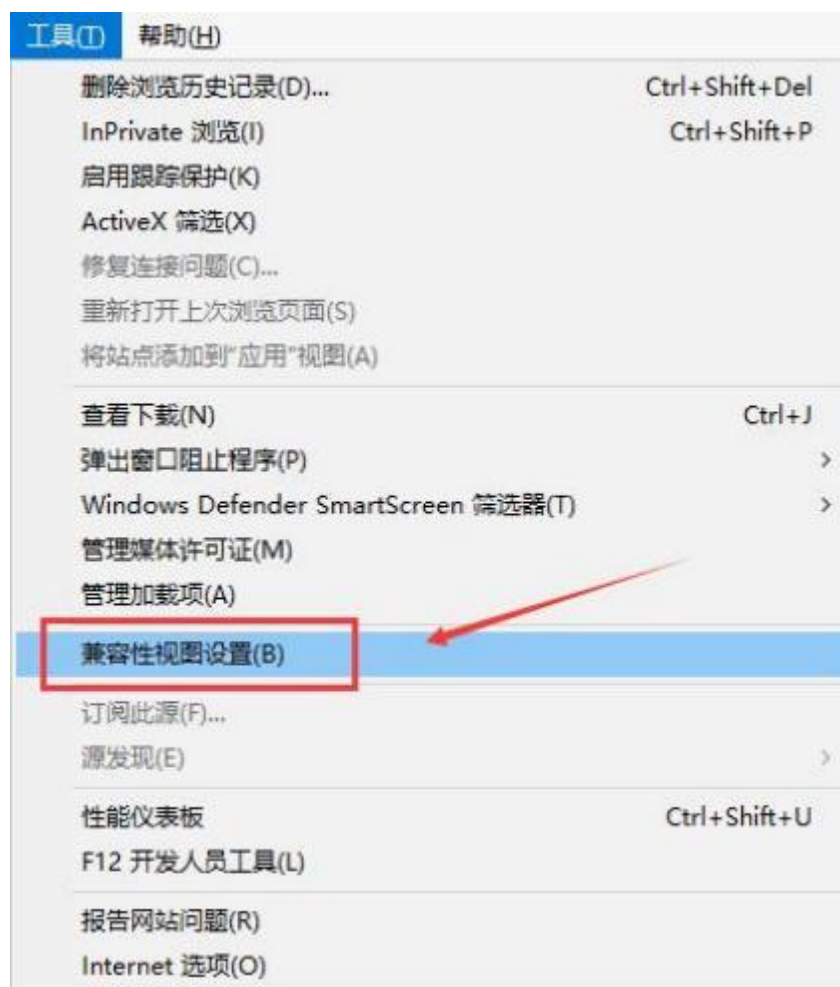 工具(T) 帮助(H)
删除浏览历史记录(D)... Ctrl+Shift+Del
InPrivate 浏览(I) Ctrl+Shift+P
启用跟踪保护(K)
ActiveX 筛选(X)
修复连接问题(C)...
重新打开上次浏览页面(S)
将站点添加到“应用”视图(A)
查看下载(N) Ctrl+J
弹出窗口阻止程序(P)
Windows Defender SmartScreen 筛选器(T)
管理媒体许可证(M)
管理加载项(A)
兼容性视图设置(B)
订阅此源(F)...
源发现(E)
性能仪表板 Ctrl+Shift+U
F12 开发人员工具(L)
报告网站问题(R)
Internet 选项(O)